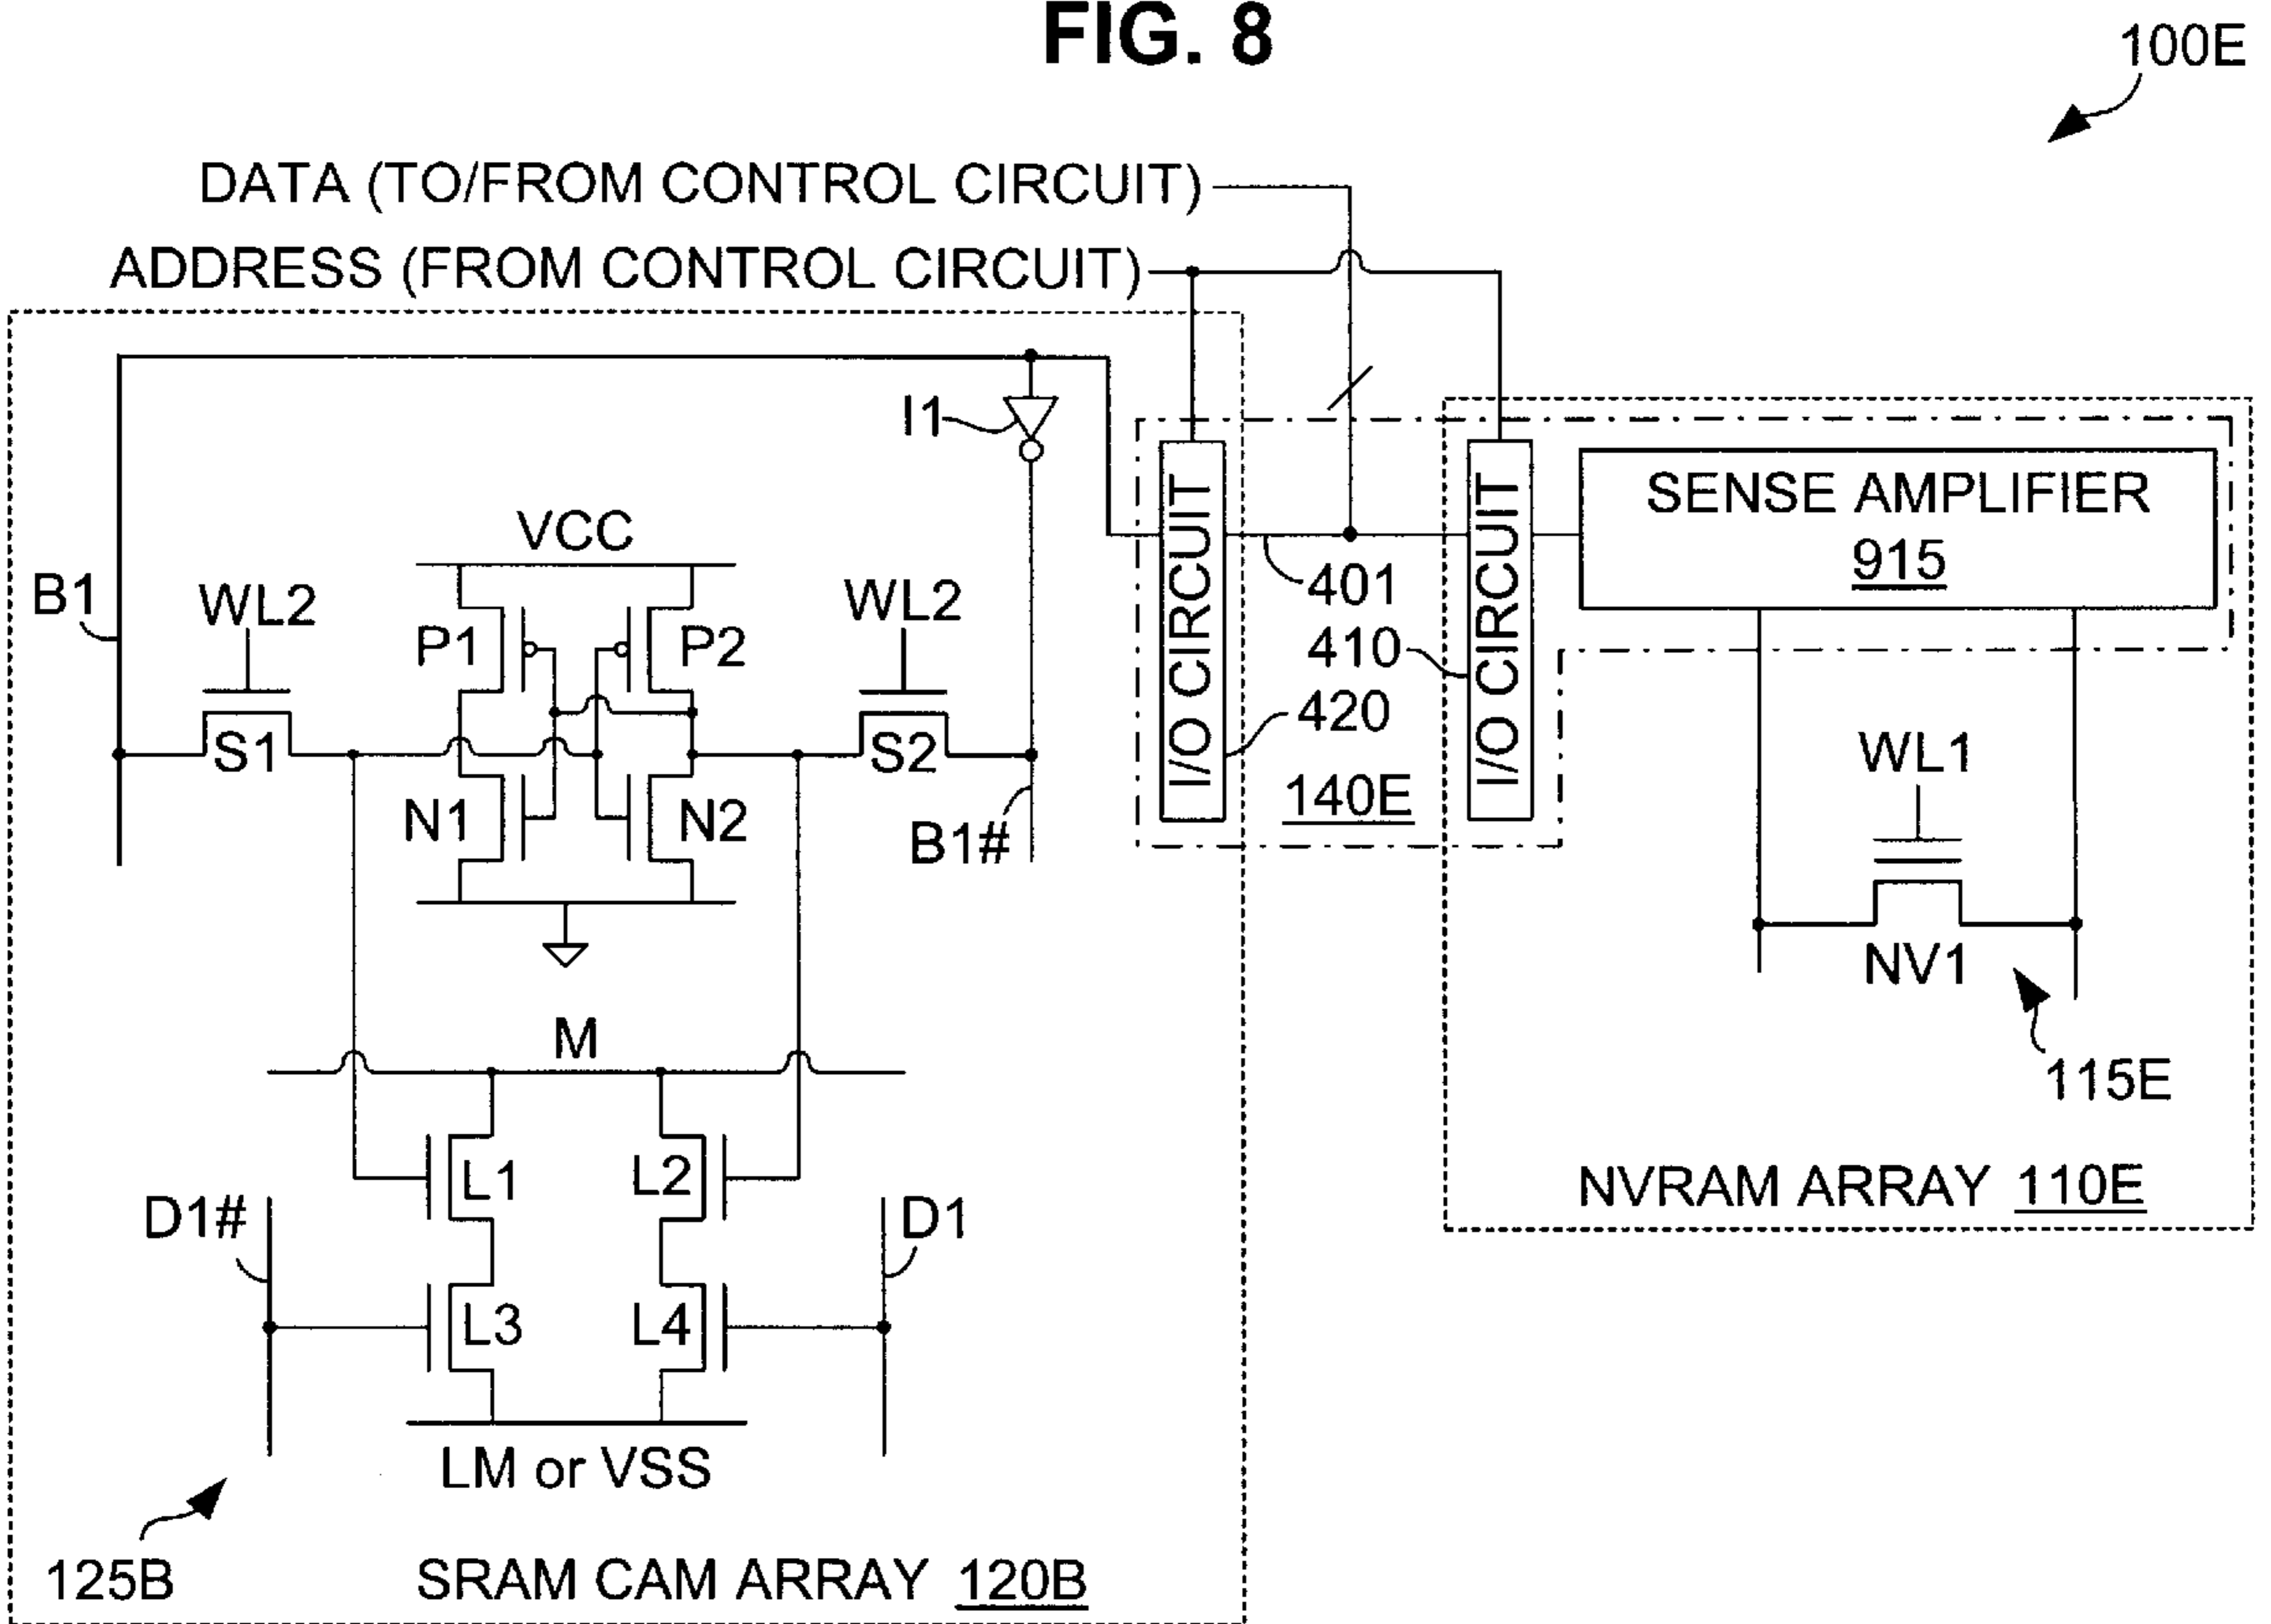 FIG. 8
100E
DATA (TO/FROM CONTROL CIRCUIT)
ADDRESS (FROM CONTROL CIRCUIT)
I1
I/O CIRCUIT
I/O CIRCUIT
SENSE AMPLIFIER
915
VCC
B1
WL2
P1
P2
WL2
401
410
420
S1
S2
N1
N2
B1#
140E
WL1
NV1
115E
M
L1
L2
NVRAM ARRAY 110E
D1#
D1
L3
L4
LM or VSS
125B
SRAM CAM ARRAY 120B